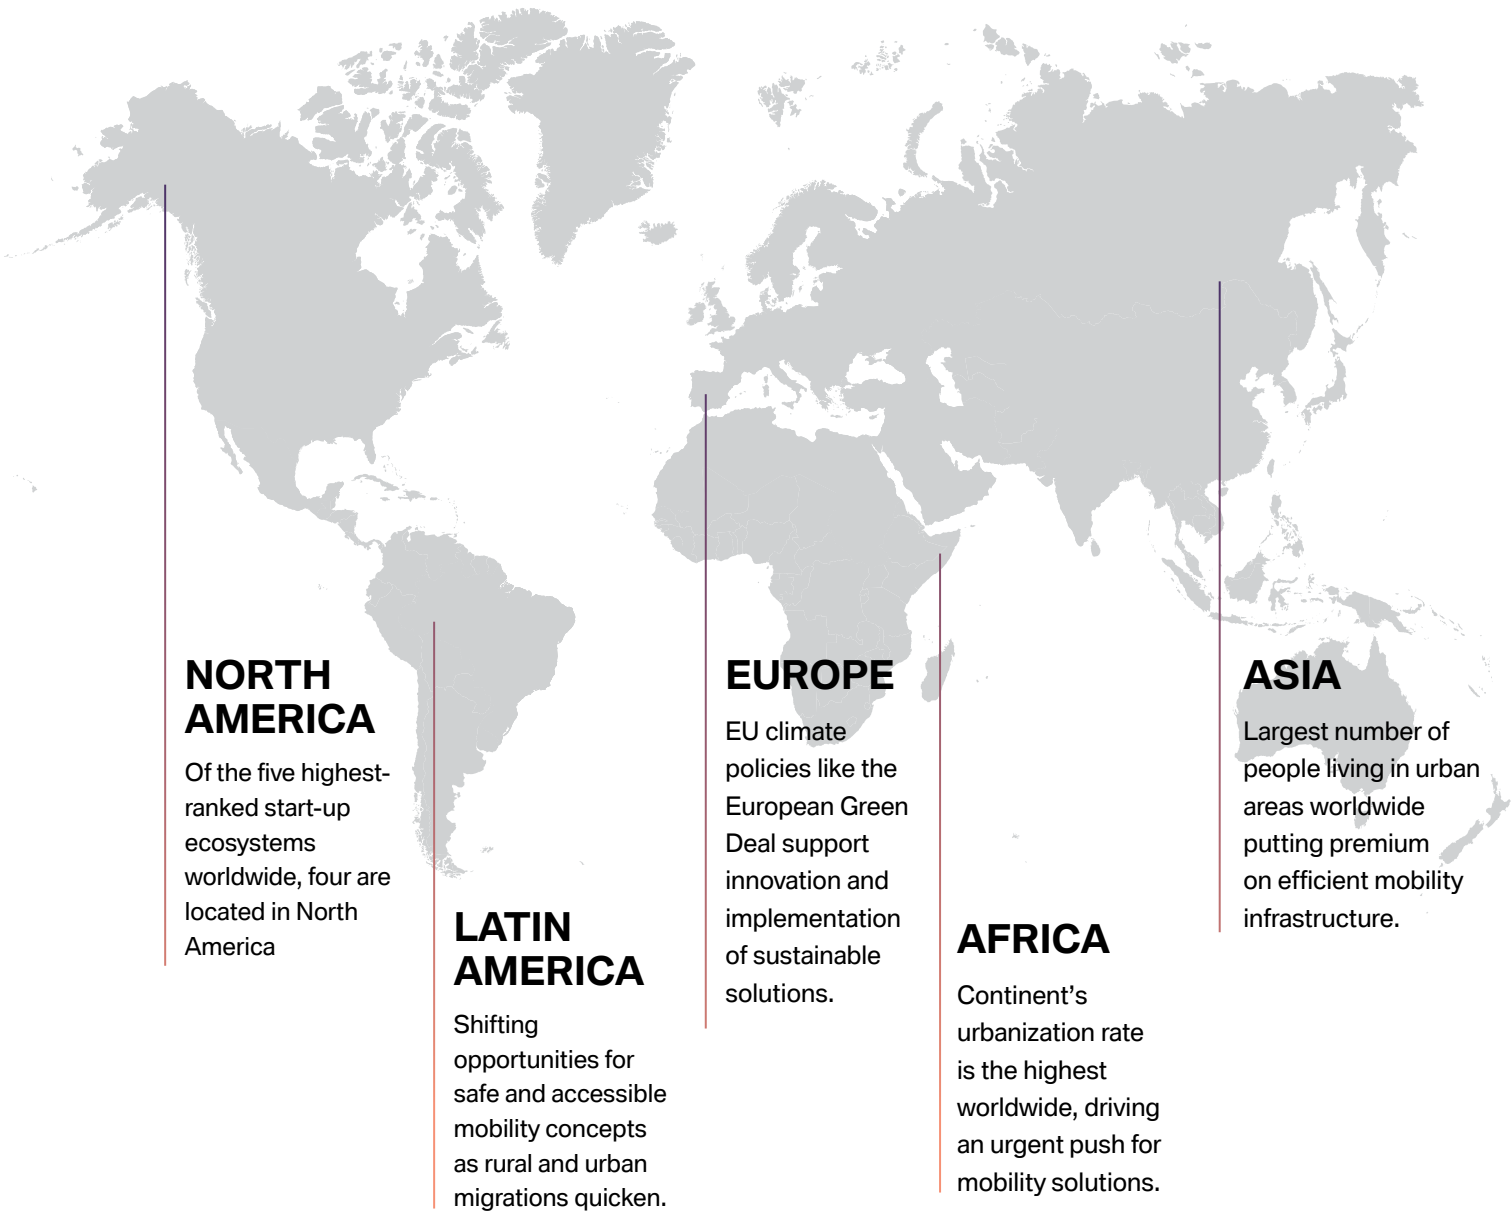 NORTH
AMERICA
Of the five highest-
ranked start-up
ecosystems
worldwide, four are
located in North
America
LATIN
AMERICA
Shifting
opportunities for
safe and accessible
mobility concepts
as rural and urban
migrations quicken.
EUROPE
EU climate
policies like the
European Green
Deal support
innovation and
implementation
of sustainable
solutions.
AFRICA
Continent’s
urbanization rate
is the highest
worldwide, driving
an urgent push for
mobility solutions.
ASIA
Largest number of
people living in urban
areas worldwide
putting premium
on efficient mobility
infrastructure.